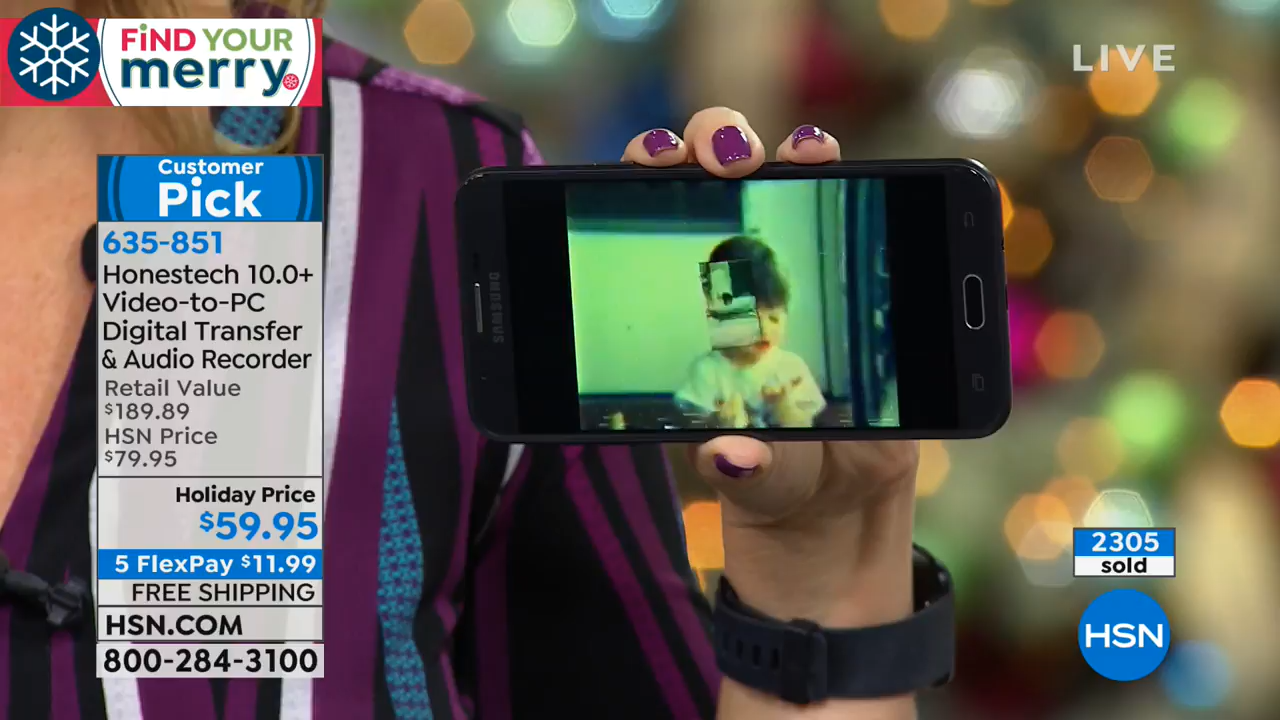 FiND YOUR
merry
LIVE
Customer
Pick
635-851
Honestech 10.0+
Video-to-PC
Digital Transfer
& Audio Recorder
Retail Value
$189.89
HSN Price
$79.95
Holiday Price
$59.95
5 FlexPay $11.99
FREE SHIPPING
HSN.COM
800-284-3100
SAMSUNG
2305
sold
HSN